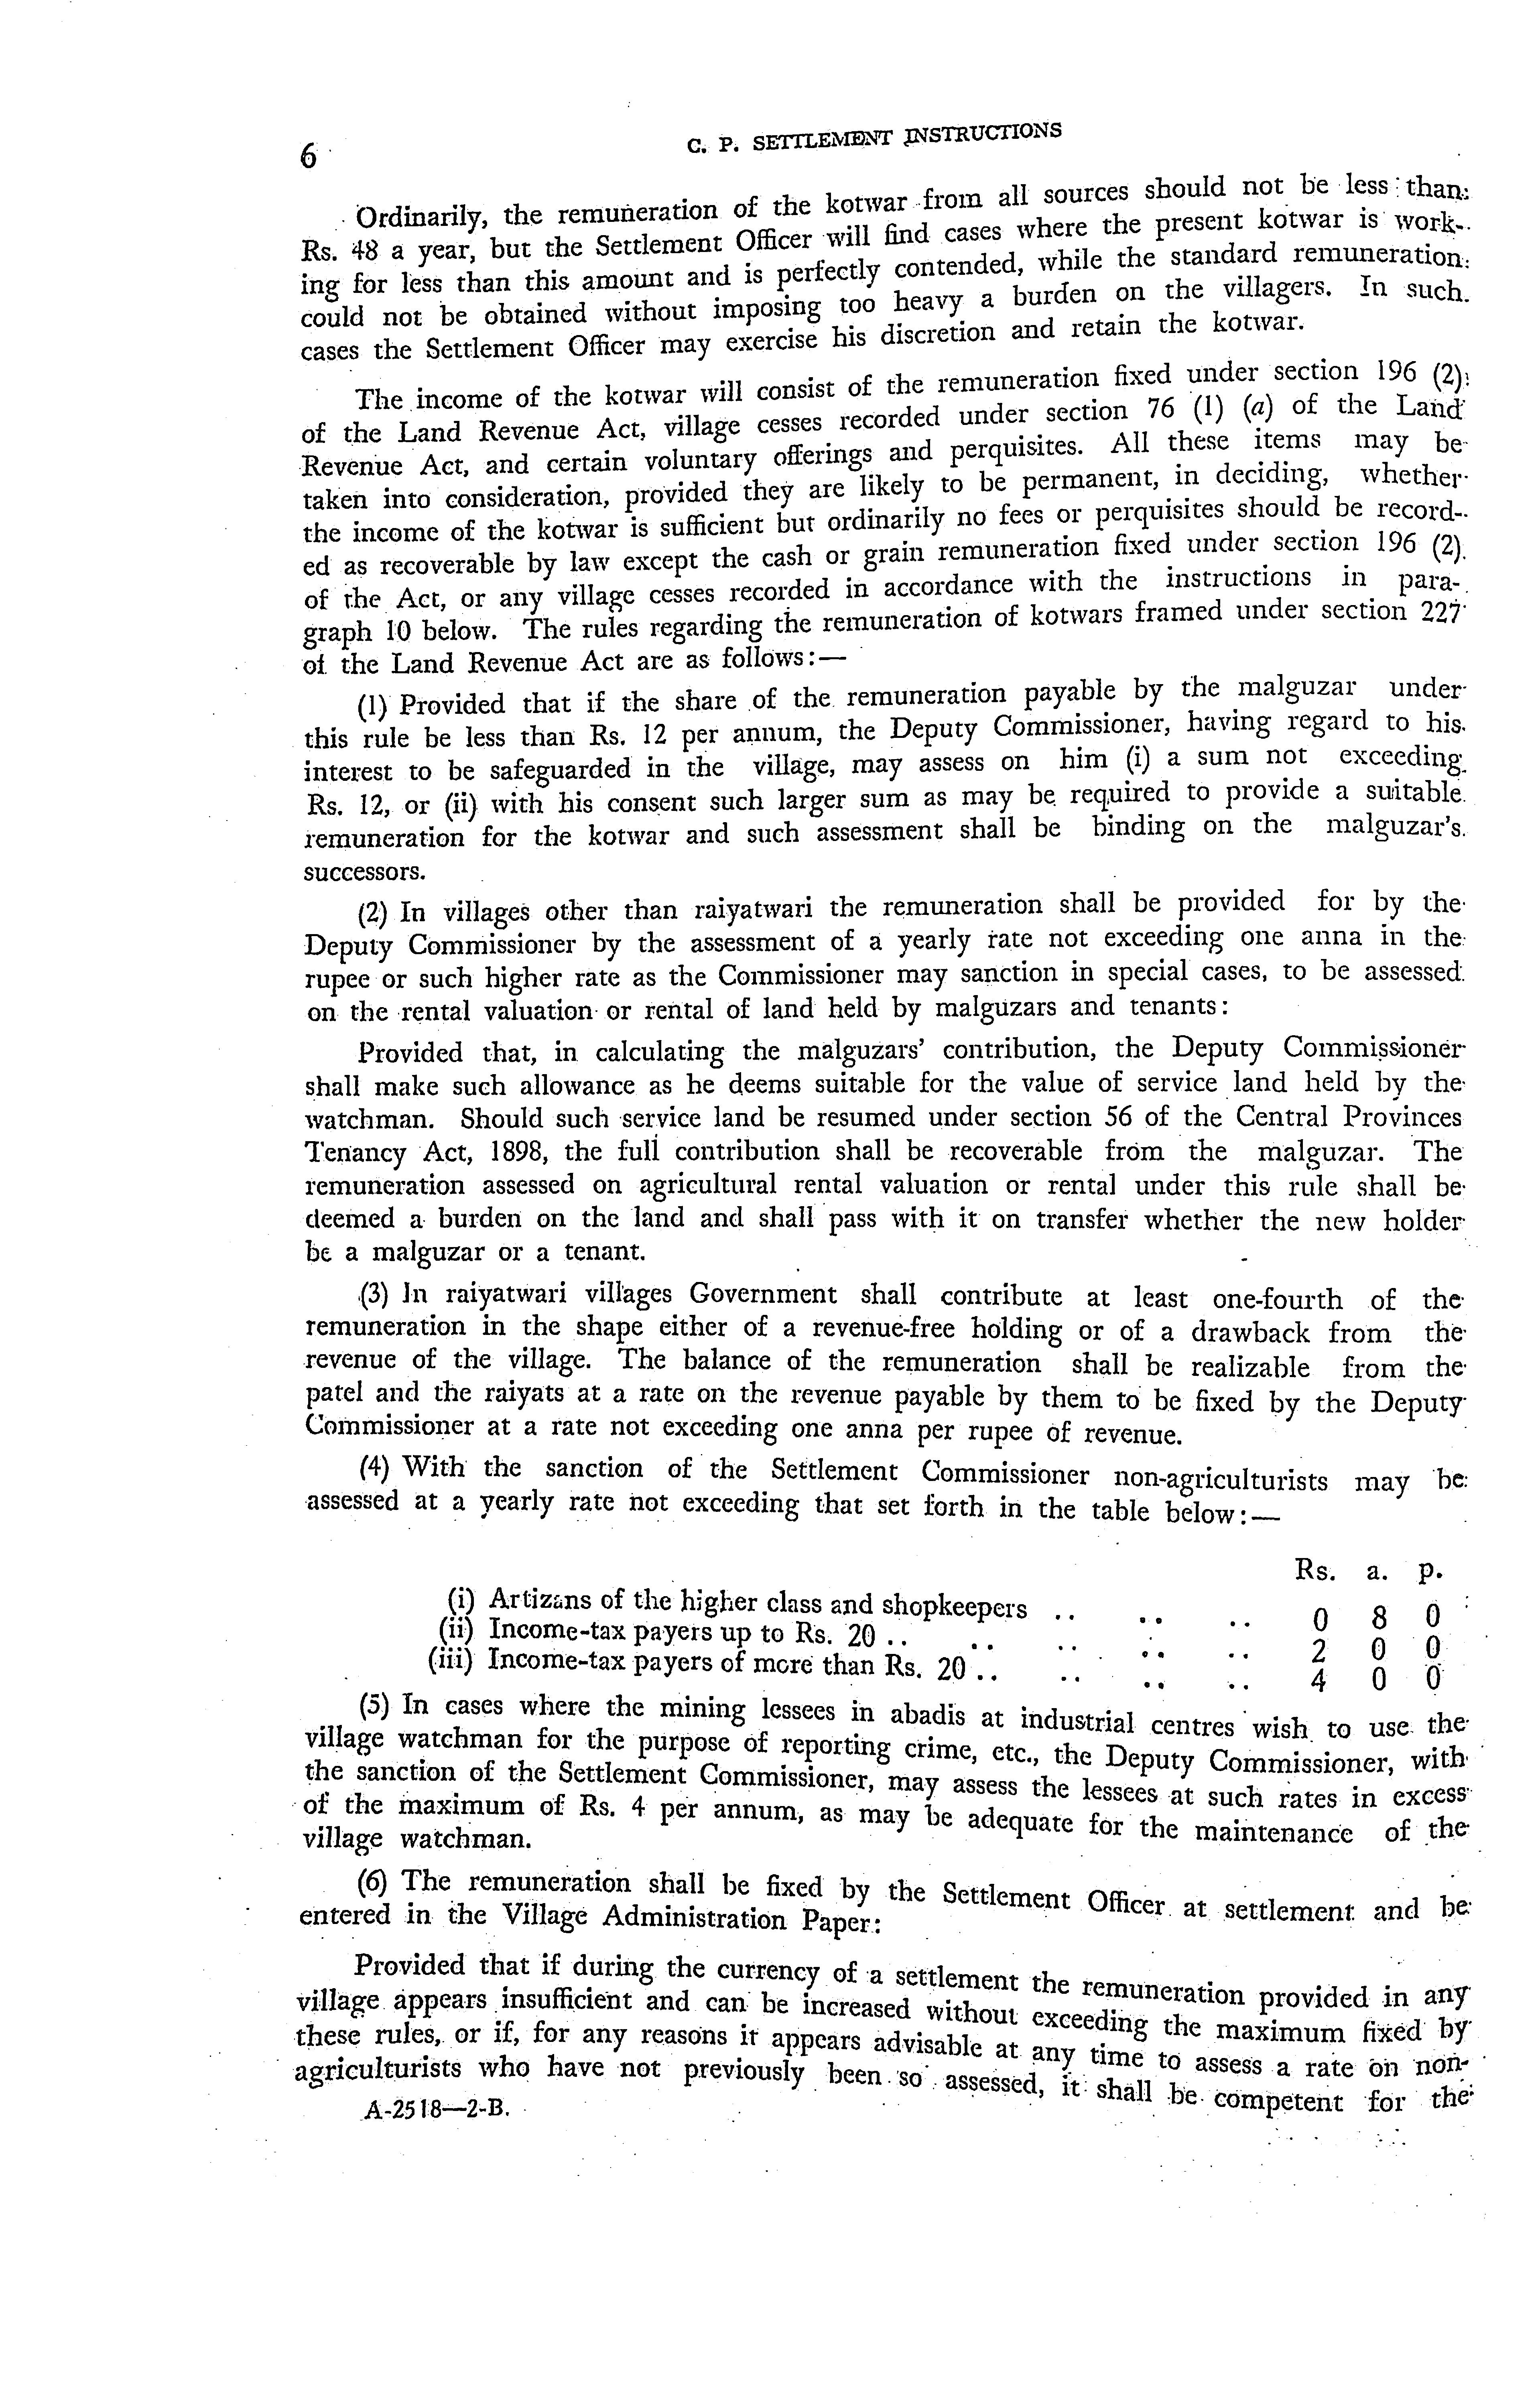 6
C. P. SETTLEMENT INSTRUCTIONS
Ordinarily, the remuneration of the kotwar from all sources should not be less than
Rs. 48 a year, but the Settlement Officer will find cases where the present kotwar is work-
ing for less than this amount and is perfectly contended, while the standard remuneration
could not be obtained without imposing too heavy a burden on the villagers. In such
cases the Settlement Officer may exercise his discretion and retain the kotwar.
The income of the kotwar will consist of the remuneration fixed under section 196 (2)
of the Land Revenue Act, village cesses recorded under section 76 (1) (a) of the Land
Revenue Act, and certain voluntary offerings and perquisites. All these items may be
taken into consideration, provided they are likely to be permanent, in deciding, whether
the income of the kotwar is sufficient but ordinarily no fees or perquisites should be record-
ed as recoverable by law except the cash or grain remuneration fixed under section 196 (2)
of the Act, or any village cesses recorded in accordance with the instructions in para-
graph 10 below. The rules regarding the remuneration of kotwars framed under section 227
of the Land Revenue Act are as follows:—
(1) Provided that if the share of the remuneration payable by the malguzar under
this rule be less than Rs. 12 per annum, the Deputy Commissioner, having regard to his
interest to be safeguarded in the village, may assess on him (i) a sum not exceeding
Rs. 12, or (ii) with his consent such larger sum as may be required to provide a suitable
remuneration for the kotwar and such assessment shall be binding on the malguzar's
successors.
(2) In villages other than raiyatwari the remuneration shall be provided for by the
Deputy Commissioner by the assessment of a yearly rate not exceeding one anna in the
rupee or such higher rate as the Commissioner may sanction in special cases, to be assessed
on the rental valuation or rental of land held by malguzars and tenants:
Provided that, in calculating the malguzars' contribution, the Deputy Commissioner
shall make such allowance as he deems suitable for the value of service land held by the
watchman. Should such service land be resumed under section 56 of the Central Provinces
Tenancy Act, 1898, the full contribution shall be recoverable from the malguzar. The
remuneration assessed on agricultural rental valuation or rental under this rule shall be
deemed a burden on the land and shall pass with it on transfer whether the new holder
be a malguzar or a tenant.
(3) In raiyatwari villages Government shall contribute at least one-fourth of the
remuneration in the shape either of a revenue-free holding or of a drawback from the
revenue of the village. The balance of the remuneration shall be realizable from the
patel and the raiyats at a rate on the revenue payable by them to be fixed by the Deputy
Commissioner at a rate not exceeding one anna per rupee of revenue.
(4) With the sanction of the Settlement Commissioner non-agriculturists may be
assessed at a yearly rate not exceeding that set forth in the table below:—
Rs. a. p.
(i) Artizans of the higher class and shopkeepers .. .. .. 0 8 0
(ii) Income-tax payers up to Rs. 20 .. .. .. .. .. 2 0 0
(iii) Income-tax payers of more than Rs. 20 .. .. .. .. 4 0 0
(5) In cases where the mining lessees in abadis at industrial centres wish to use the
village watchman for the purpose of reporting crime, etc., the Deputy Commissioner, with
the sanction of the Settlement Commissioner, may assess the lessees at such rates in excess
of the maximum of Rs. 4 per annum, as may be adequate for the maintenance of the
village watchman.
(6) The remuneration shall be fixed by the Settlement Officer at settlement and be
entered in the Village Administration Paper:
Provided that if during the currency of a settlement the remuneration provided in any
village appears insufficient and can be increased without exceeding the maximum fixed by
these rules, or if, for any reasons it appears advisable at any time to assess a rate on non-
agriculturists who have not previously been so assessed, it shall be competent for the
A-2518—2-B.